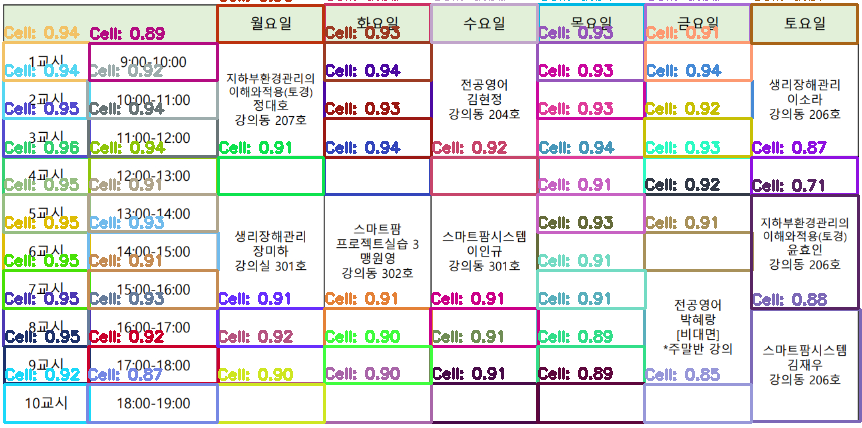 월요일 화요일 수요일 목요일 금요일 토요일
Cell: 0.94 Cell: 0.89 Cell: 0.93 Cell: 0.93 Cell: 0.91
1교시 9:00-10:00
Cell: 0.94 Cell: 0.92 Cell: 0.94 Cell: 0.93 Cell: 0.94
2교시 10:00-11:00
Cell: 0.95 Cell: 0.94 Cell: 0.93 Cell: 0.93 Cell: 0.92
3교시 11:00-12:00
Cell: 0.96 Cell: 0.94 Cell: 0.91 Cell: 0.94 Cell: 0.92 Cell: 0.94 Cell: 0.93 Cell: 0.87
지하부환경관리의
이해와적용(토경)
정대호
강의동 207호
전공영어
김현정
강의동 204호
생리장해관리
이소라
강의동 206호
4교시 12:00-13:00
Cell: 0.95 Cell: 0.91 Cell: 0.91 Cell: 0.92 Cell: 0.71
5교시 13:00-14:00
Cell: 0.95 Cell: 0.93 Cell: 0.93 Cell: 0.91
6교시 14:00-15:00
Cell: 0.95 Cell: 0.91 Cell: 0.91
7교시 15:00-16:00
Cell: 0.95 Cell: 0.93 Cell: 0.91 Cell: 0.91 Cell: 0.91 Cell: 0.91 Cell: 0.88
생리장해관리
장미하
강의실 301호
스마트팜
프로젝트실습 3
맹원영
강의동 302호
스마트팜시스템
이인규
강의동 301호
지하부환경관리의
이해와적용(토경)
윤효인
강의동 206호
8교시 16:00-17:00
Cell: 0.95 Cell: 0.92 Cell: 0.92 Cell: 0.90 Cell: 0.91 Cell: 0.89
9교시 17:00-18:00
Cell: 0.92 Cell: 0.87 Cell: 0.90 Cell: 0.90 Cell: 0.91 Cell: 0.89 Cell: 0.85
전공영어
박혜랑
[비대면]
*주말반 강의
스마트팜시스템
김재우
강의동 206호
10교시 18:00-19:00